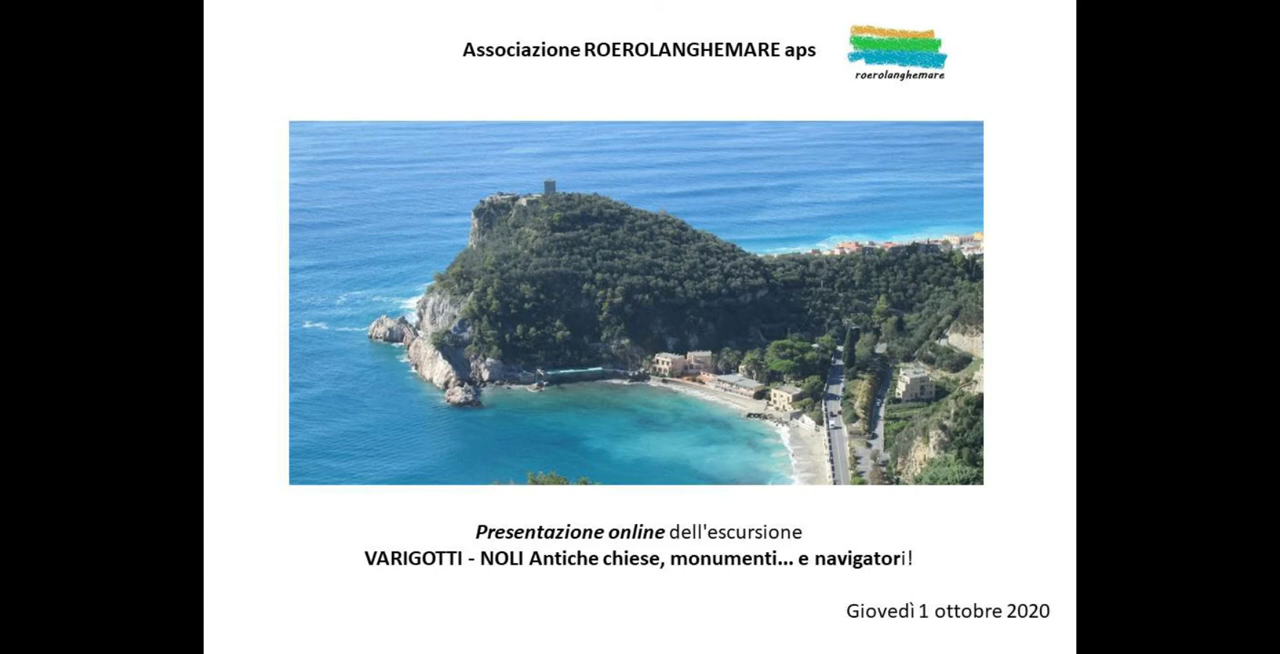 Associazione ROEROLANGHEMARE aps
roerolanghemare
Presentazione online dell'escursione
VARIGOTTI - NOLI Antiche chiese, monumenti... e navigatori!
Giovedì 1 ottobre 2020